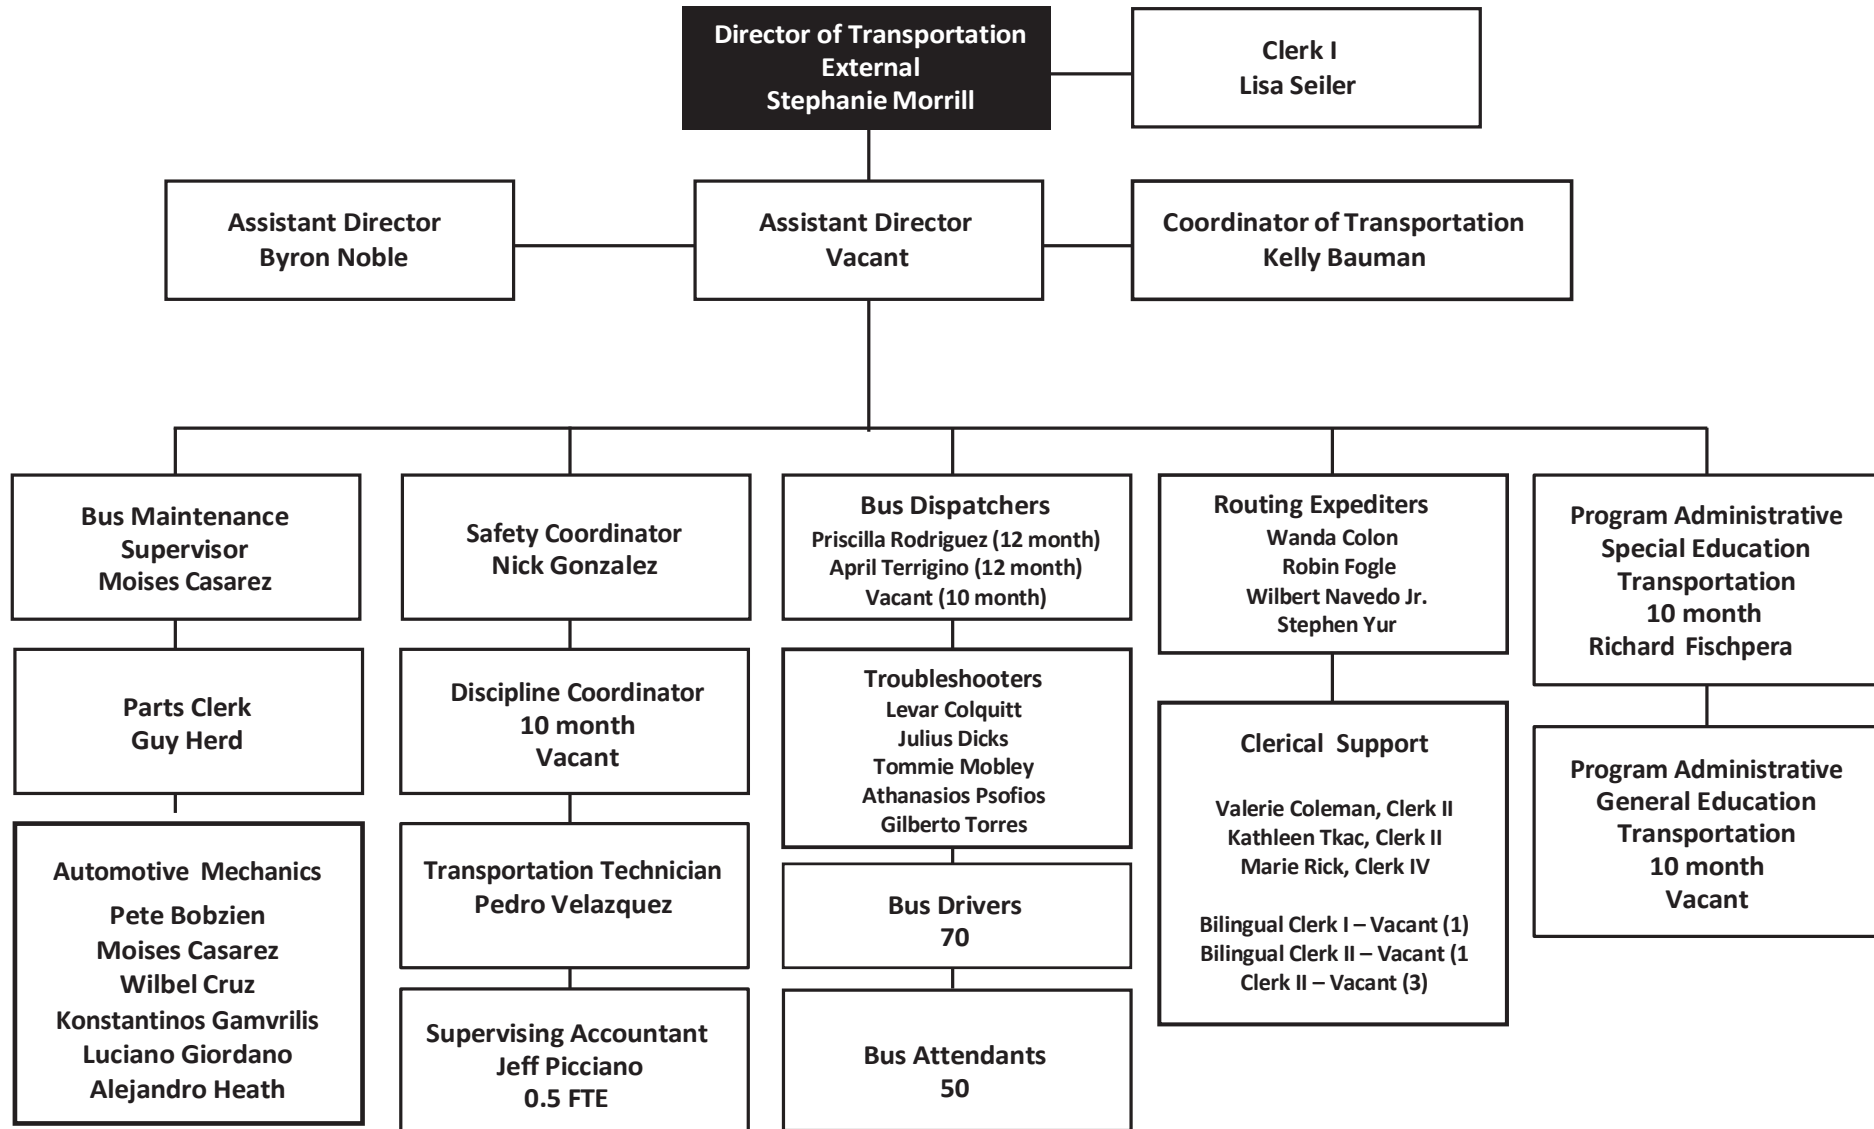 Director of Transportation
External
Stephanie Morrill
Clerk I
Lisa Seiler
Assistant Director
Byron Noble
Assistant Director
Vacant
Coordinator of Transportation
Kelly Bauman
Bus Maintenance
Supervisor
Moises Casarez
Safety Coordinator
Nick Gonzalez
Bus Dispatchers
Priscilla Rodriguez (12 month)
April Terrigino (12 month)
Vacant (10 month)
Routing Expediters
Wanda Colon
Robin Fogle
Wilbert Navedo Jr.
Stephen Yur
Program Administrative
Special Education
Transportation
10 month
Richard Fischpera
Parts Clerk
Guy Herd
Discipline Coordinator
10 month
Vacant
Troubleshooters
Levar Colquitt
Julius Dicks
Tommie Mobley
Athanasios Psofios
Gilberto Torres
Clerical Support
Valerie Coleman, Clerk II
Kathleen Tkac, Clerk II
Marie Rick, Clerk IV
Bilingual Clerk I – Vacant (1)
Bilingual Clerk II – Vacant (1
Clerk II – Vacant (3)
Program Administrative
General Education
Transportation
10 month
Vacant
Automotive Mechanics
Pete Bobzien
Moises Casarez
Wilbel Cruz
Konstantinos Gamvrilis
Luciano Giordano
Alejandro Heath
Transportation Technician
Pedro Velazquez
Bus Drivers
70
Supervising Accountant
Jeff Picciano
0.5 FTE
Bus Attendants
50